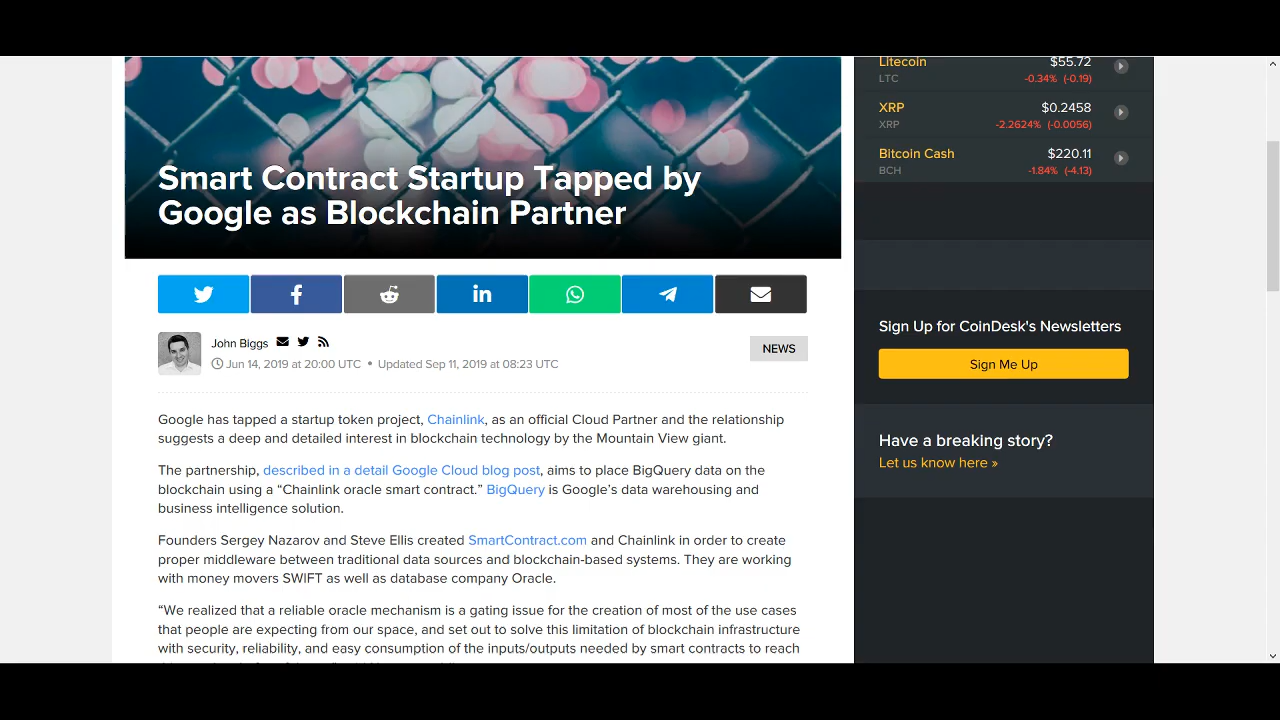 Smart Contract Startup Tapped by
Google as Blockchain Partner
John Biggs
Jun 14, 2019 at 20:00 UTC • Updated Sep 11, 2019 at 08:23 UTC
NEWS
Google has tapped a startup token project, Chainlink, as an official Cloud Partner and the relationship
suggests a deep and detailed interest in blockchain technology by the Mountain View giant.
The partnership, described in a detail Google Cloud blog post, aims to place BigQuery data on the
blockchain using a “Chainlink oracle smart contract.” BigQuery is Google’s data warehousing and
business intelligence solution.
Founders Sergey Nazarov and Steve Ellis created SmartContract.com and Chainlink in order to create
proper middleware between traditional data sources and blockchain-based systems. They are working
with money movers SWIFT as well as database company Oracle.
“We realized that a reliable oracle mechanism is a gating issue for the creation of most of the use cases
that people are expecting from our space, and set out to solve this limitation of blockchain infrastructure
with security, reliability, and easy consumption of the inputs/outputs needed by smart contracts to reach
Litecoin $55.72
LTC -0.34% (-0.19)
XRP $0.2458
XRP -2.2624% (-0.0056)
Bitcoin Cash $220.11
BCH -1.84% (-4.13)
Sign Up for CoinDesk's Newsletters
Sign Me Up
Have a breaking story?
Let us know here »